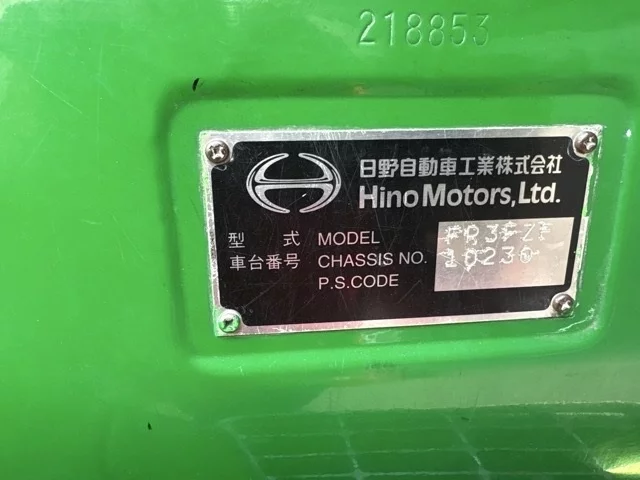 218853
日野自動車工業株式会社
Hino Motors, Ltd.
型 式 MODEL
車台番号 CHASSIS NO. 10230
P.S.CODE